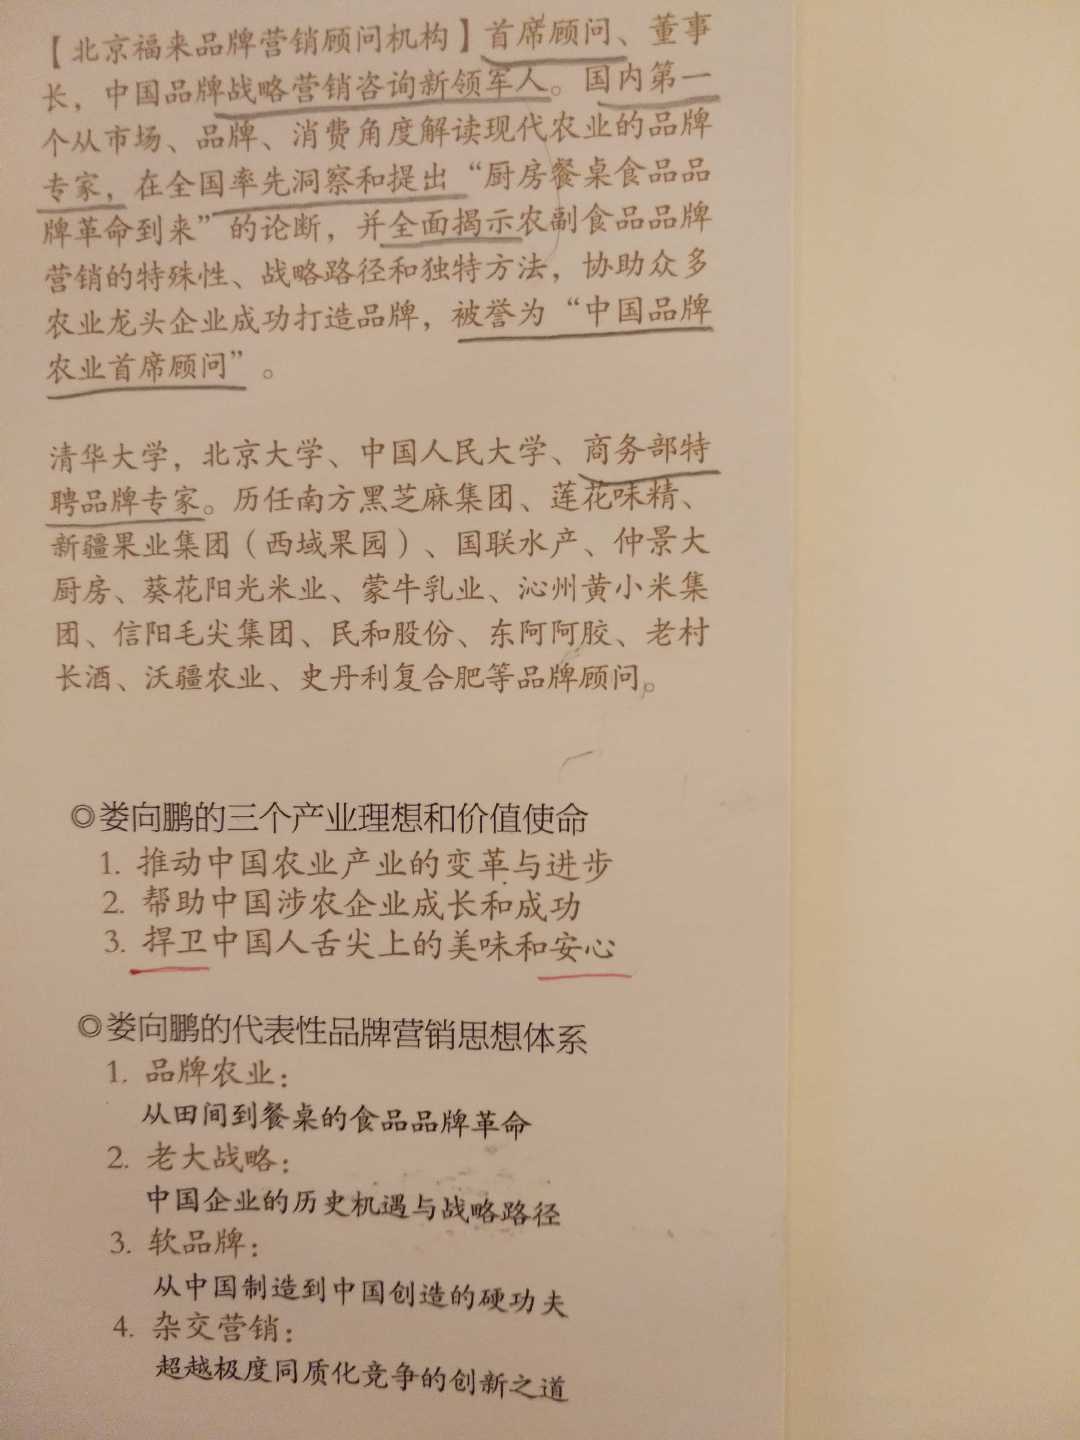 【北京福来品牌营销顾问机构】首席顾问、董事
长，中国品牌战略营销咨询新领军人。国内第一
个从市场、品牌、消费角度解读现代农业的品牌
专家，在全国率先洞察和提出“厨房餐桌食品品
牌革命到来”的论断，并全面揭示农副食品品牌
营销的特殊性、战略路径和独特方法，协助众多
农业龙头企业成功打造品牌，被誉为“中国品牌
农业首席顾问”。
清华大学，北京大学、中国人民大学、商务部特
聘品牌专家。历任南方黑芝麻集团、莲花味精、
新疆果业集团（西域果园）、国联水产、仲景大
厨房、葵花阳光米业、蒙牛乳业、沁州黄小米集
团、信阳毛尖集团、民和股份、东阿阿胶、老村
长酒、沃疆农业、史丹利复合肥等品牌顾问。
◎娄向鹏的三个产业理想和价值使命
1. 推动中国农业产业的变革与进步
2. 帮助中国涉农企业成长和成功
3. 捍卫中国人舌尖上的美味和安心
◎娄向鹏的代表性品牌营销思想体系
1. 品牌农业：
从田间到餐桌的食品品牌革命
2. 老大战略：
中国企业的历史机遇与战略路径
3. 软品牌：
从中国制造到中国创造的硬功夫
4. 杂交营销：
超越极度同质化竞争的创新之道